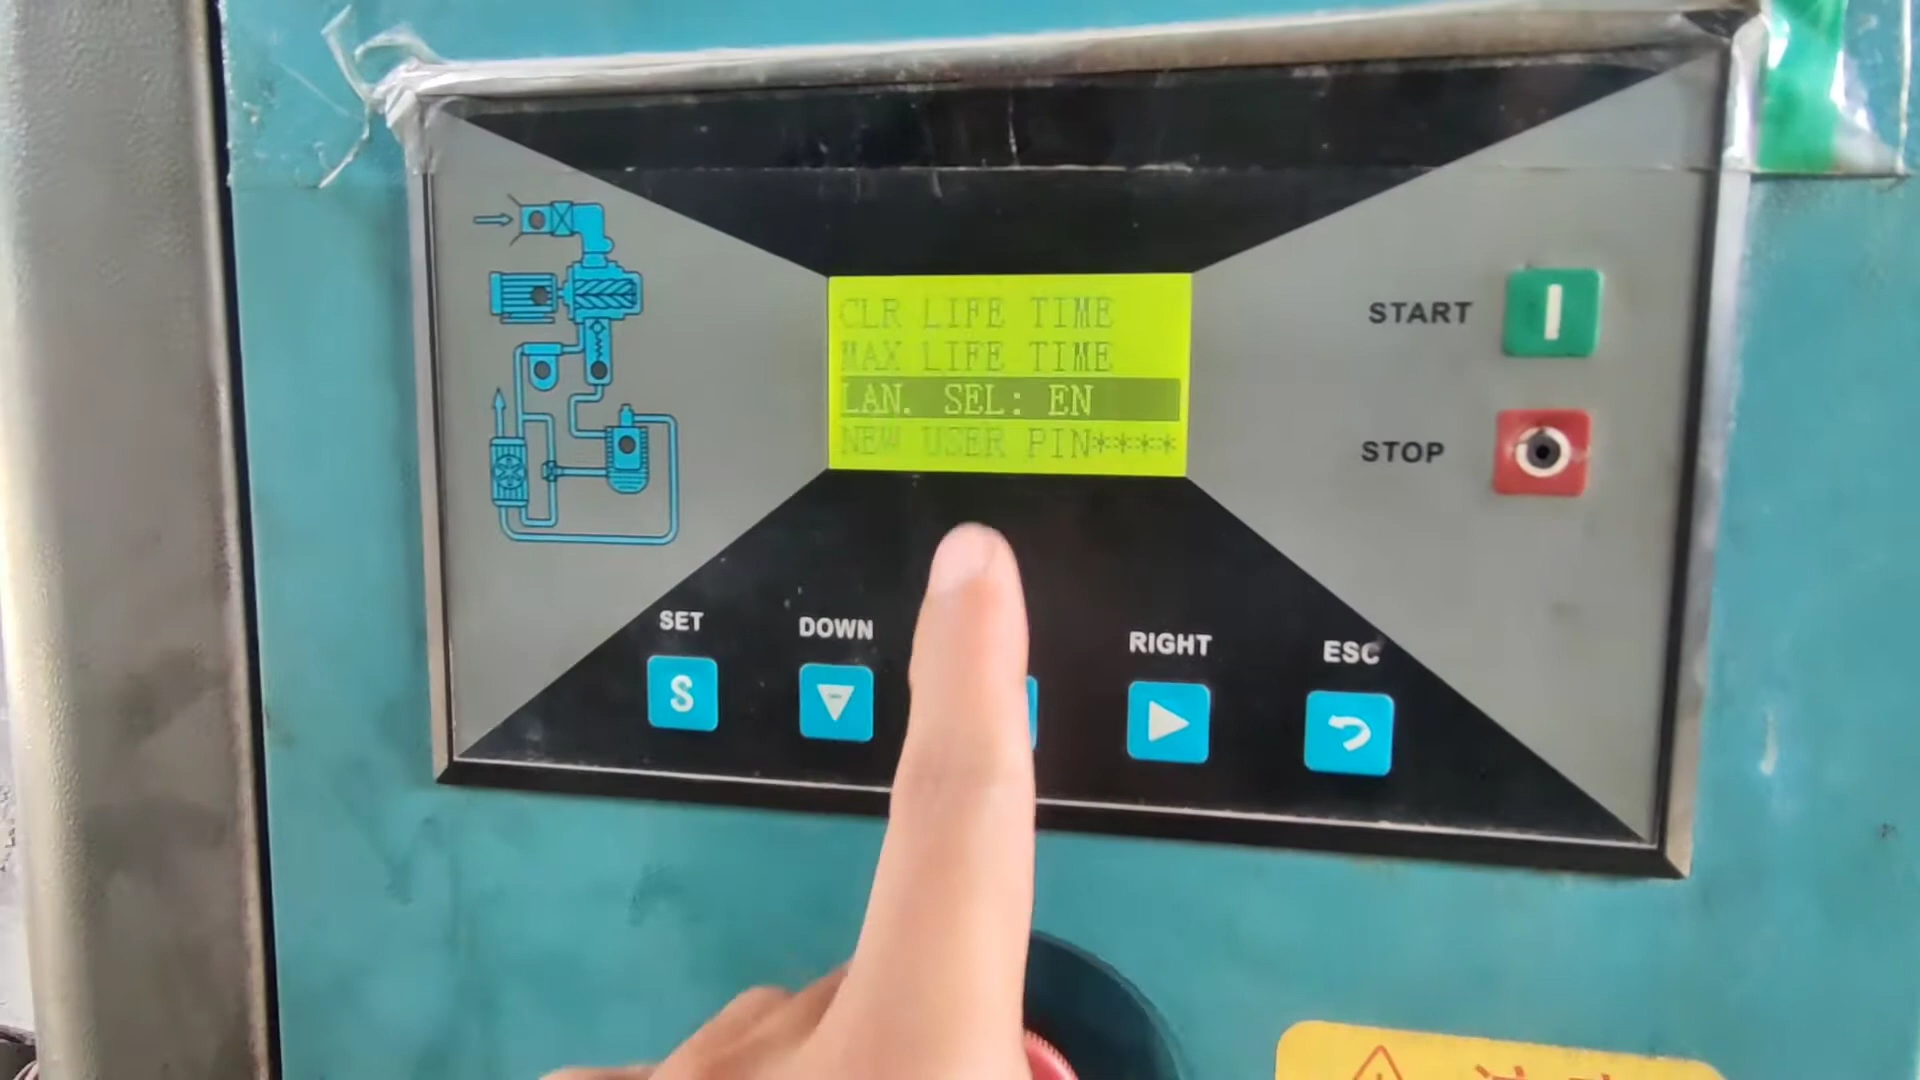 CLR LIFE TIME
MAX LIFE TIME
LAN. SEL: EN
NEW USER PIN****
START
STOP
SET
DOWN
RIGHT
ESC
S